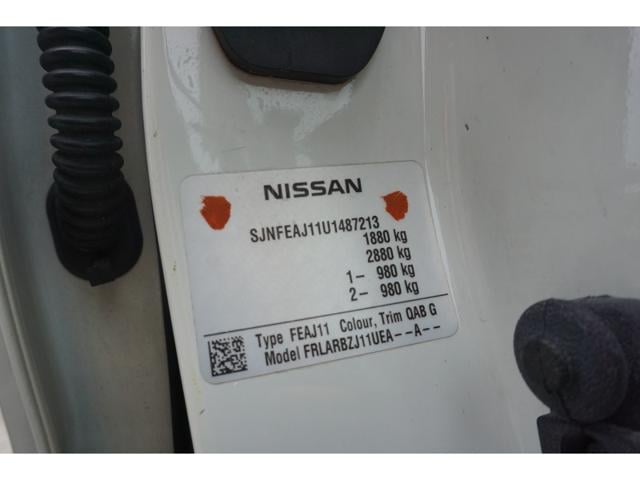 NISSAN
SJNFEAJ11U1487213
1880 kg
2880 kg
1- 980 kg
2- 980 kg
Type FEAJ11 Colour, Trim QAB G
Model FRLARBZJ11UEA--A--